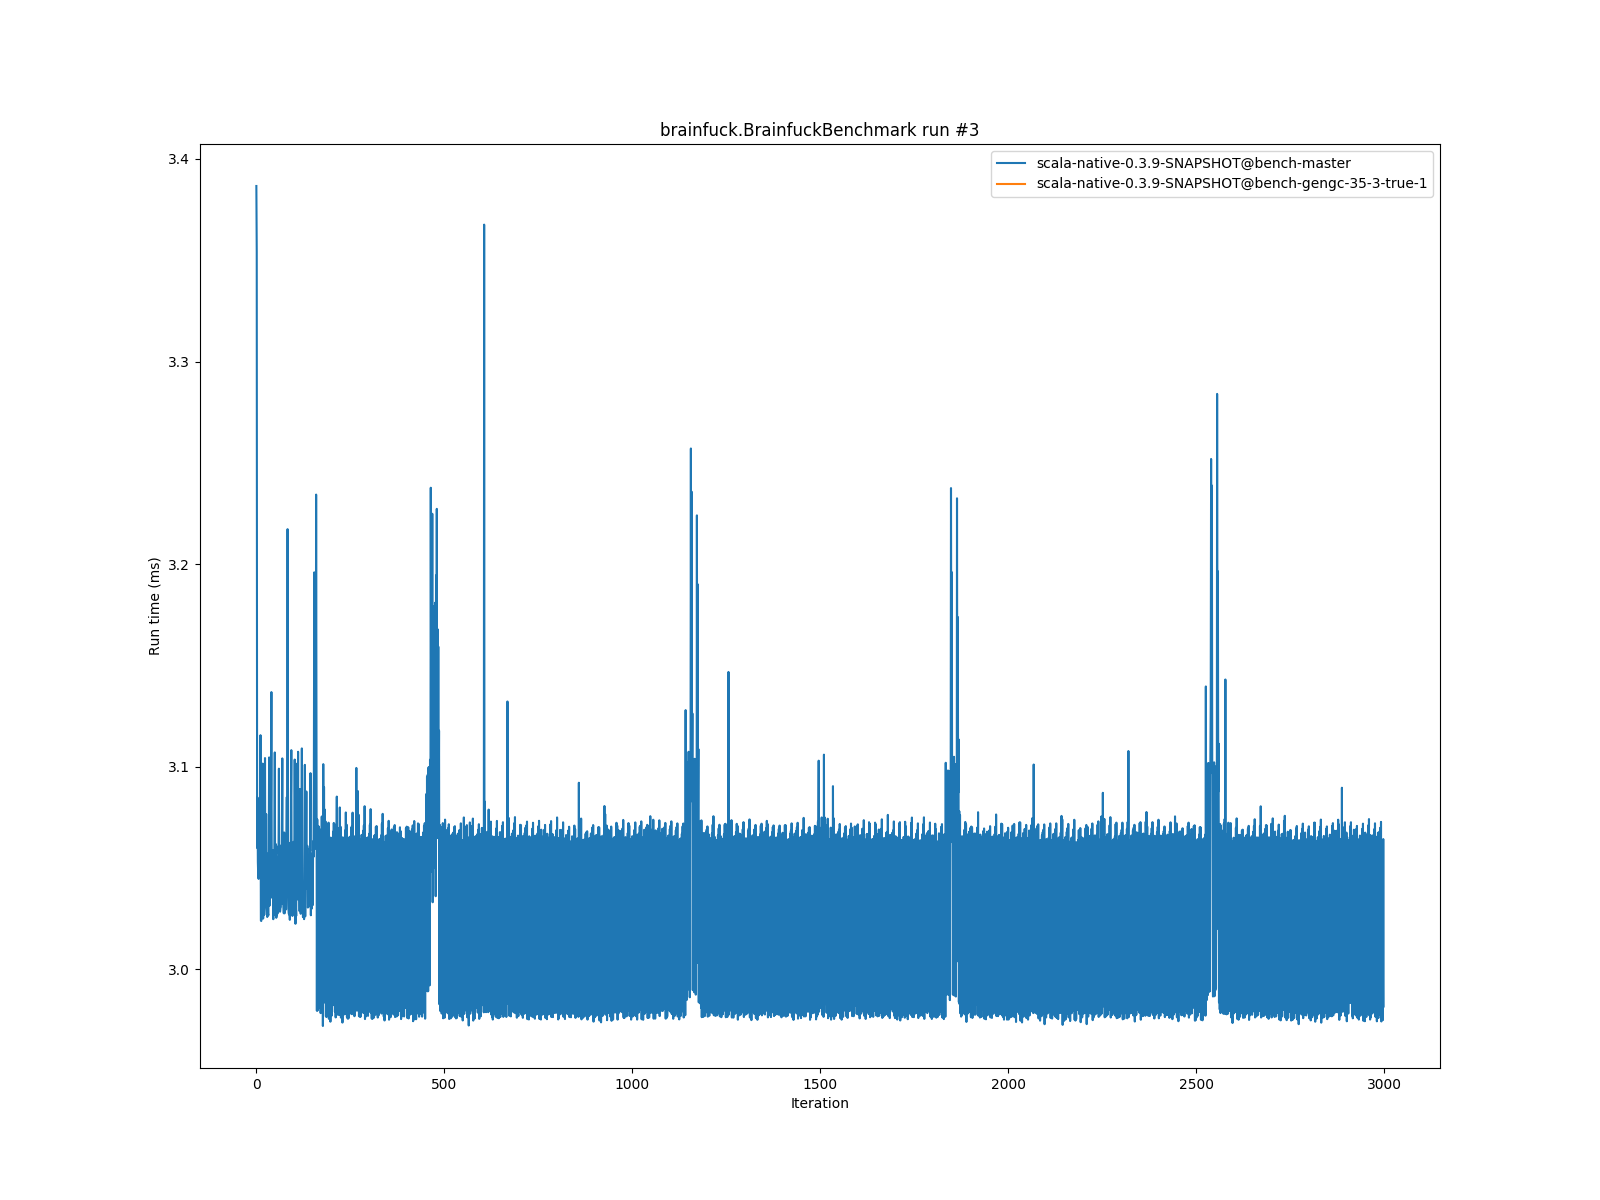 brainfuck.BrainfuckBenchmark run #3
scala-native-0.3.9-SNAPSHOT@bench-master
scala-native-0.3.9-SNAPSHOT@bench-gengc-35-3-true-1
3.4
3.3
3.2
3.1
3.0
Run time (ms)
0 500 1000 1500 2000 2500 3000
Iteration